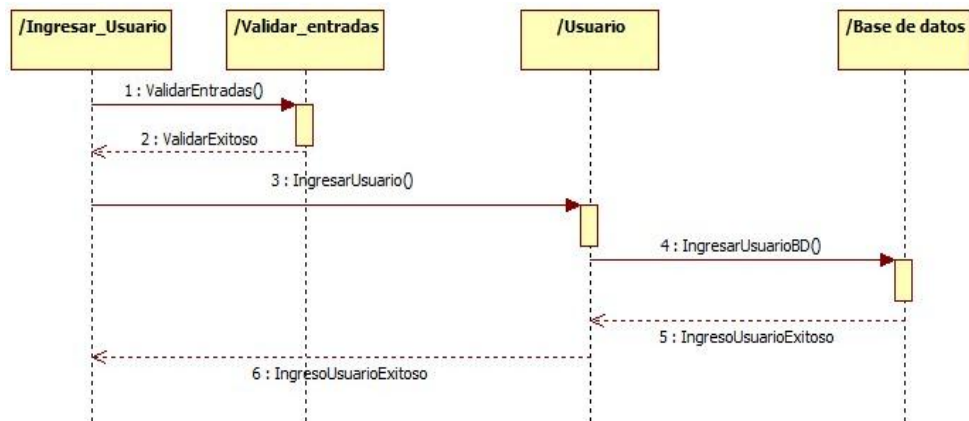 /Ingresar_Usuario
/Validar_entradas
/Usuario
/Base de datos
1 : ValidarEntradas()
2 : ValidarExitoso
3 : IngresarUsuario()
4 : IngresarUsuarioBD()
5 : IngresoUsuarioExitoso
6 : IngresoUsuarioExitoso